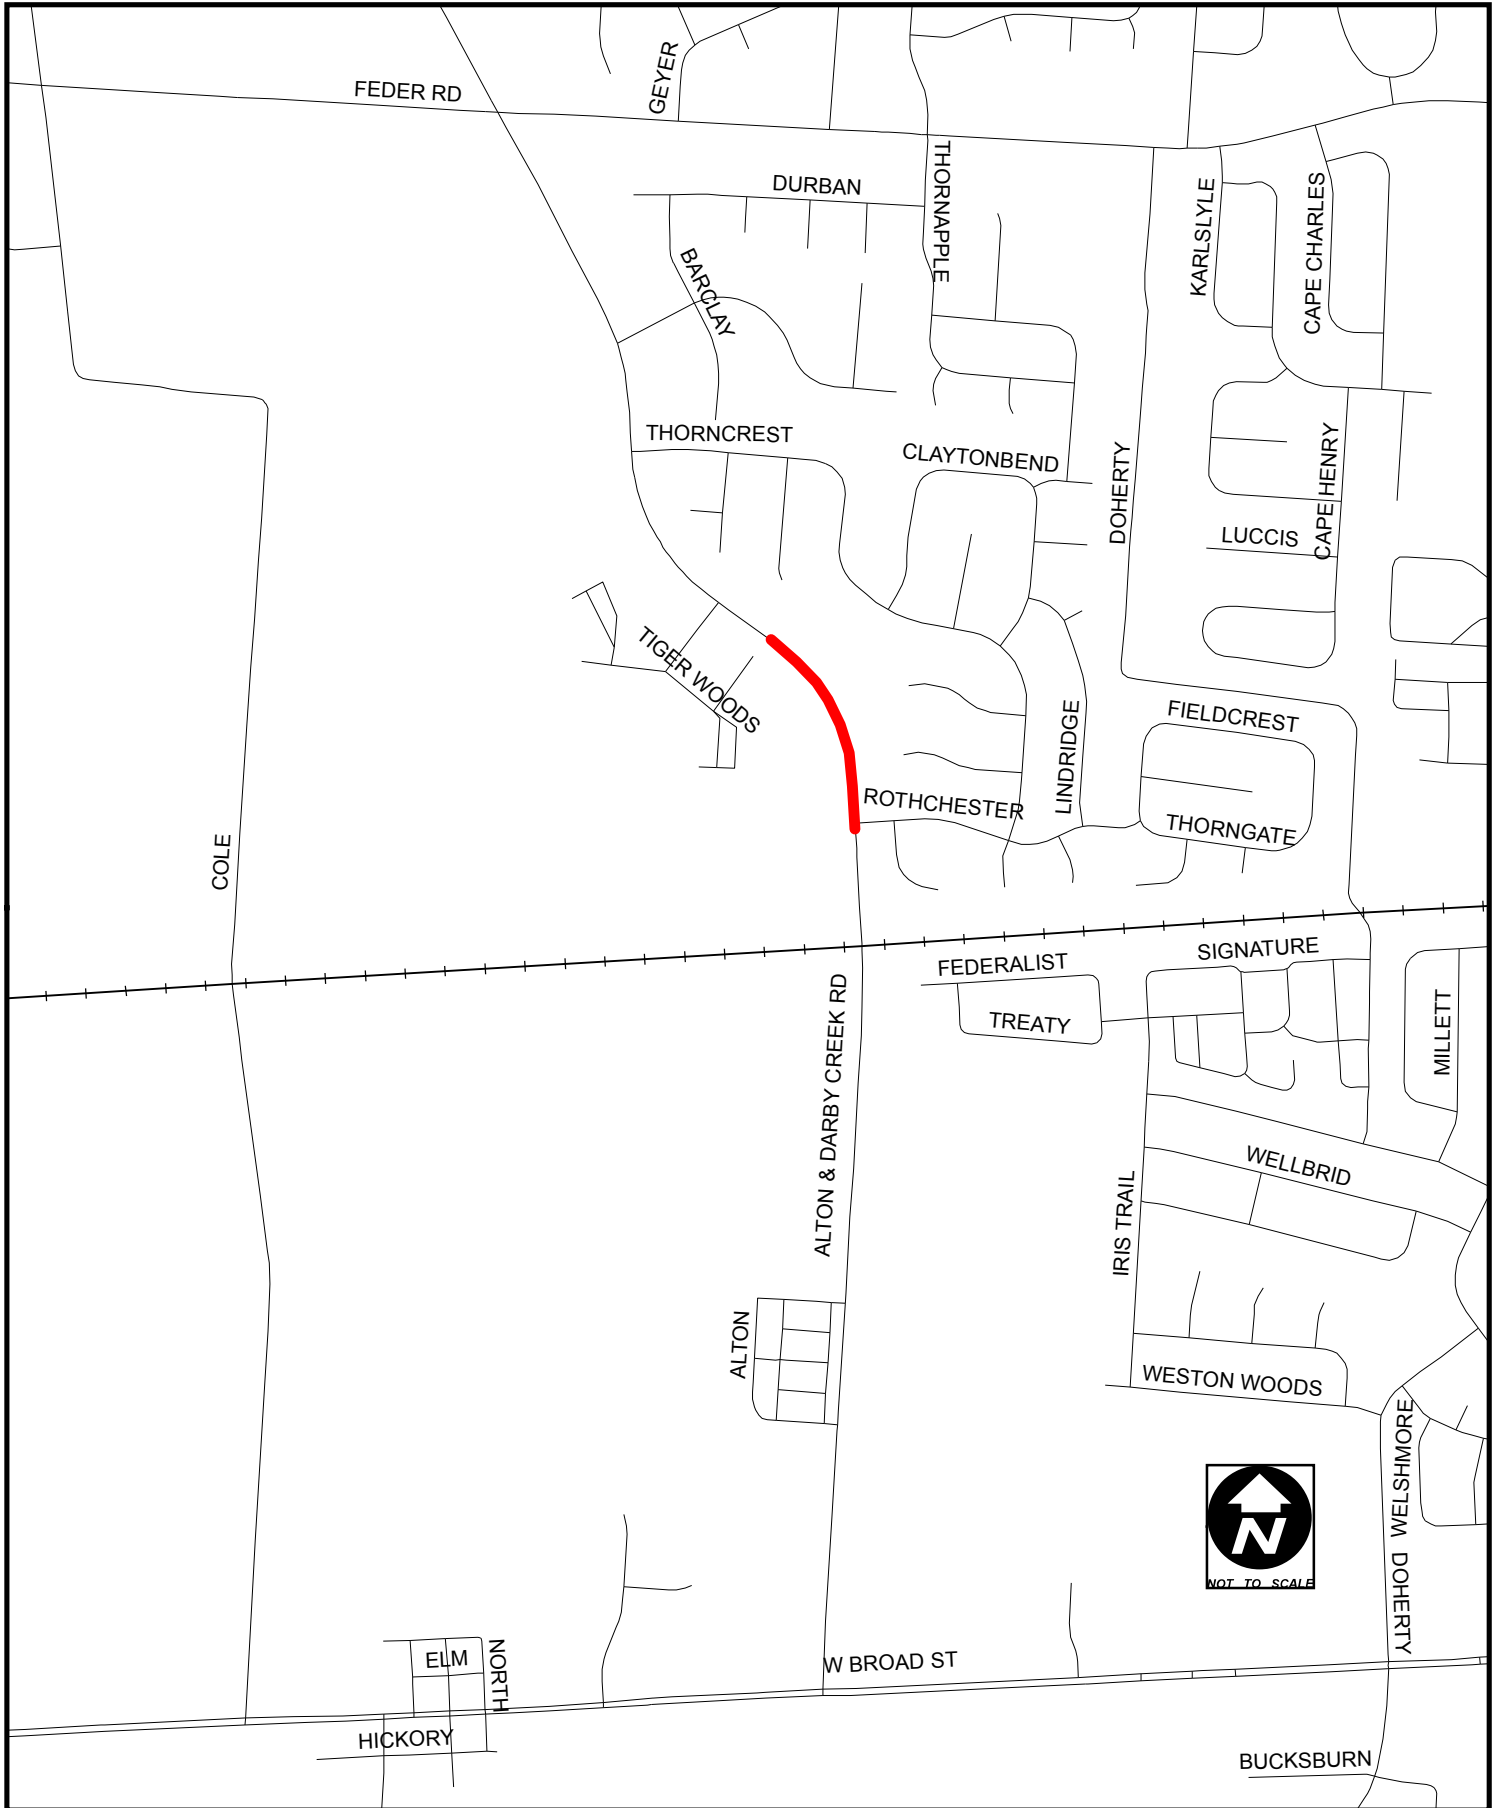 GEYER
FEDER RD
DURBAN
THORNAPPLE
KARLSLYLE
CAPE CHARLES
BARCLAY
THORNCREST
CLAYTONBEND
DOHERTY
CAPE HENRY
LUCCIS
TIGER WOODS
LINDRIDGE
FIELDCREST
ROTHCHESTER
THORNGATE
COLE
SIGNATURE
FEDERALIST
TREATY
MILLETT
ALTON & DARBY CREEK RD
WELLBRID
IRIS TRAIL
ALTON
WESTON WOODS
WELSHMORE
N
NOT TO SCALE
DOHERTY
ELM
NORTH
W BROAD ST
HICKORY
BUCKSBURN